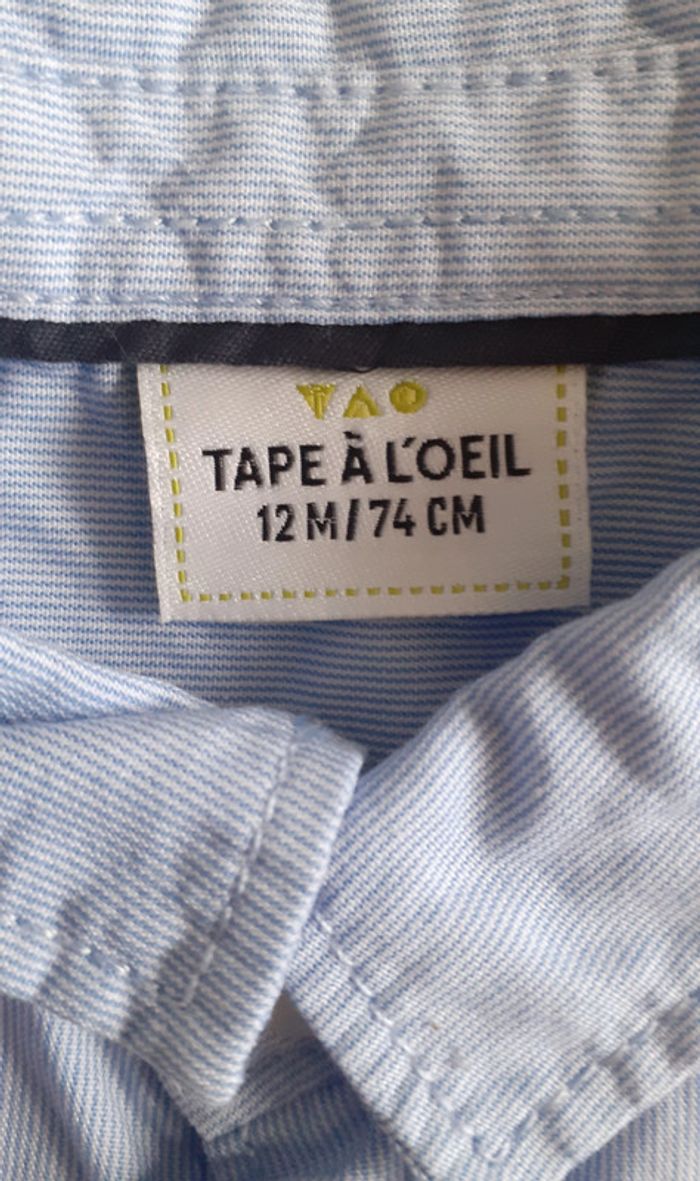 TAO
TAPE À L'OEIL
12 M/74 CM